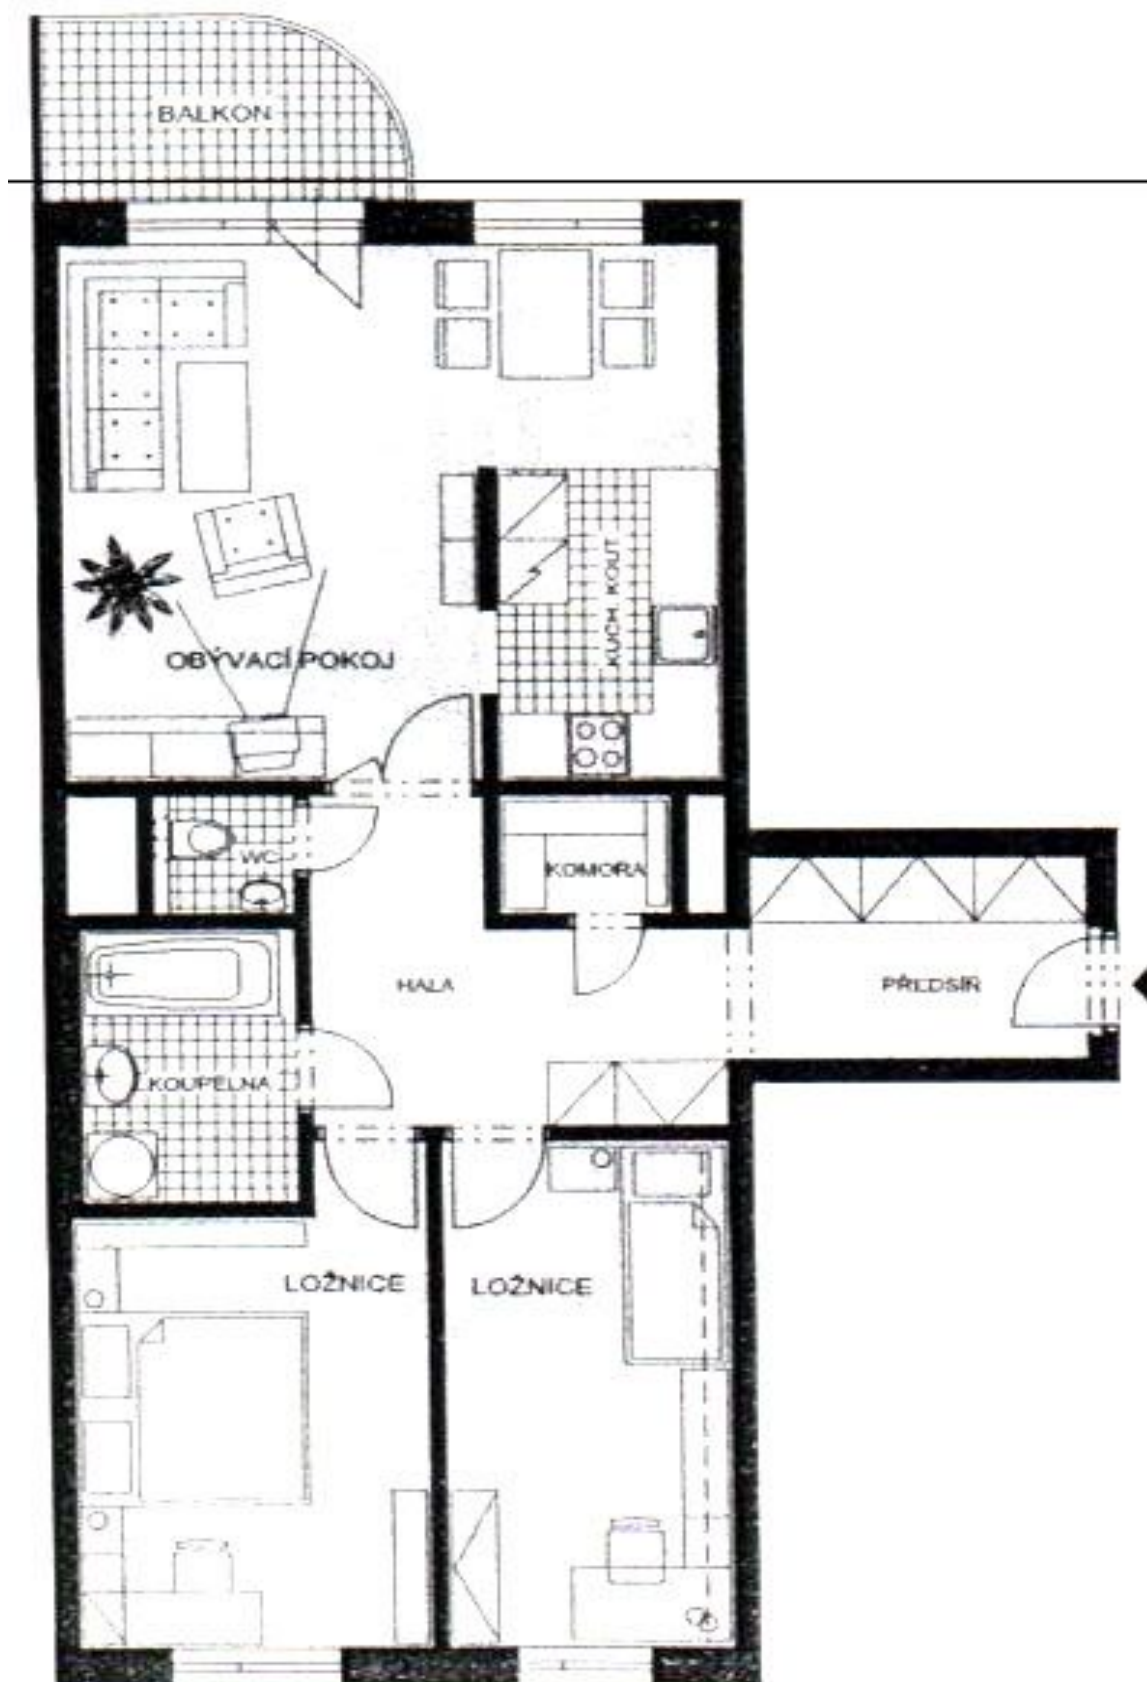 BALKON
KUCH. KOUT
OBÝVACÍ POKOJ
WC
KOMORA
HALA
PŘEDSÍŇ
KOUPELNA
LOŽNICE
LOŽNICE